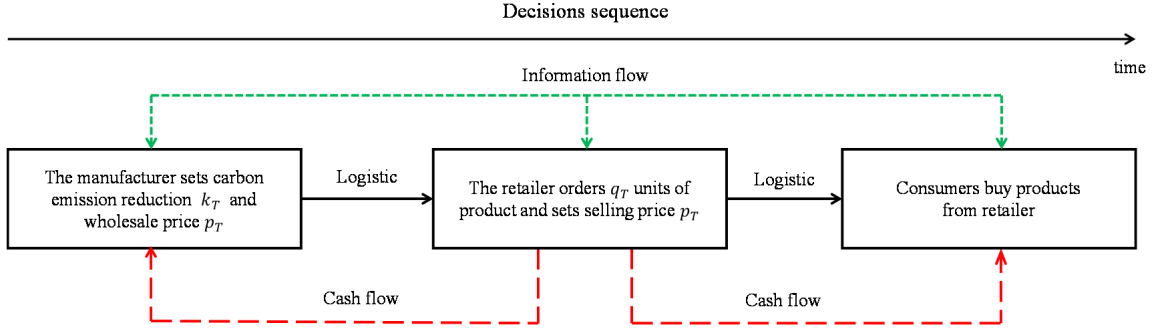 Decisions sequence
time
Information flow
The manufacturer sets carbon
emission reduction k_T and
wholesale price p_T
Logistic
The retailer orders q_T units of
product and sets selling price p_T
Logistic
Consumers buy products
from retailer
Cash flow
Cash flow